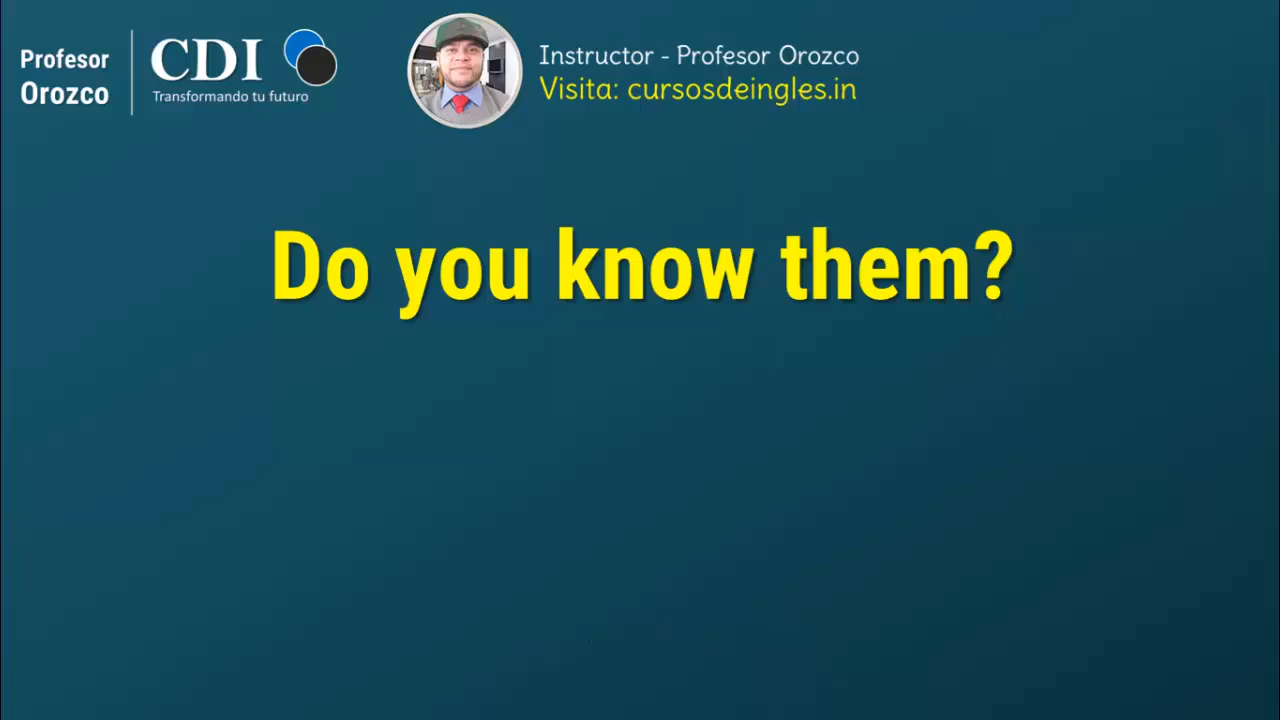 Profesor
Orozco
CDI
Transformando tu futuro
Instructor - Profesor Orozco
Visita: cursosdeingles.in
Do you know them?